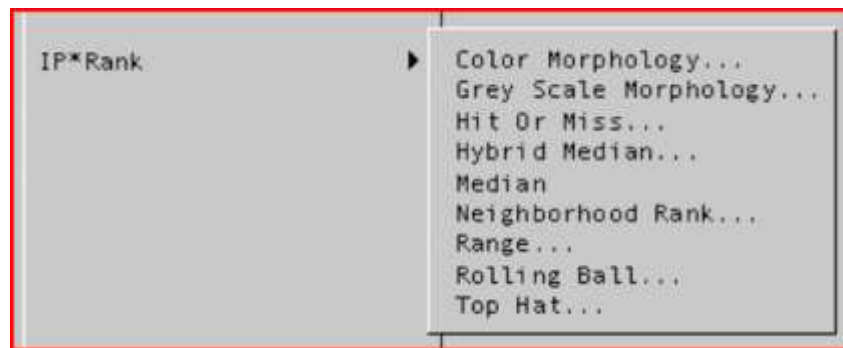 IP*Rank
Color Morphology...
Grey Scale Morphology...
Hit Or Miss...
Hybrid Median...
Median
Neighborhood Rank...
Range...
Rolling Ball...
Top Hat...